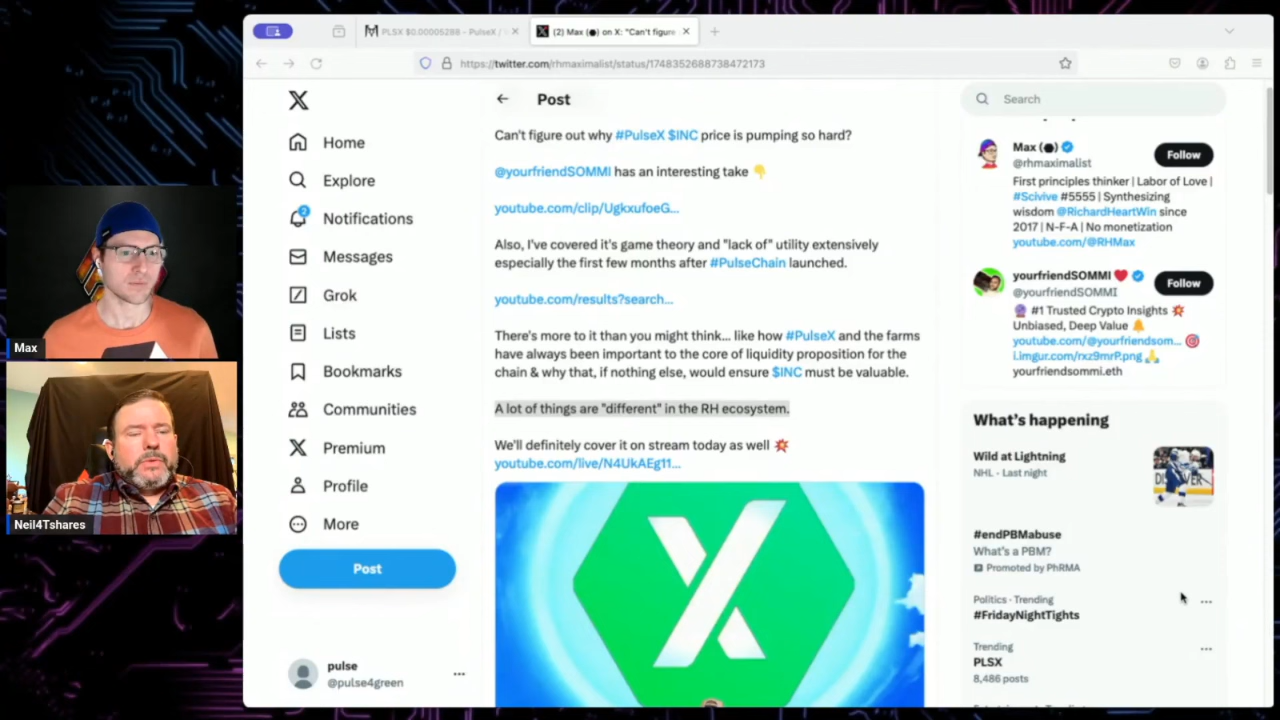 PLSX $0.00005288 - PulseX /
(2) Max (●) on X: "Can't figure
https://twitter.com/rhmaximalist/status/1748352688738472173
Home
Explore
2
Notifications
Messages
Grok
Lists
Bookmarks
Communities
Premium
Profile
More
Post
pulse
@pulse4green
Post
Can't figure out why #PulseX $INC price is pumping so hard?
@yourfriendSOMMI has an interesting take 👇
youtube.com/clip/UgkxufoeG...
Also, I've covered it's game theory and "lack of" utility extensively
especially the first few months after #PulseChain launched.
youtube.com/results?search...
There's more to it than you might think... like how #PulseX and the farms
have always been important to the core of liquidity proposition for the
chain & why that, if nothing else, would ensure $INC must be valuable.
A lot of things are "different" in the RH ecosystem.
We'll definitely cover it on stream today as well 💥
youtube.com/live/N4UkAEg11...
Search
Max (●)
@rhmaximalist
Follow
First principles thinker | Labor of Love |
#Scivive #5555 | Synthesizing
wisdom @RichardHeartWin since
2017 | N-F-A | No monetization
youtube.com/@RHMax
yourfriendSOMMI ❤️
@yourfriendSOMMI
Follow
🔮 #1 Trusted Crypto Insights 💥
Unbiased, Deep Value 🔔
youtube.com/@yourfriendsom... 🎯
i.imgur.com/rxz9mrP.png 🙏
yourfriendsommi.eth
What's happening
Wild at Lightning
NHL · Last night
#endPBMabuse
What's a PBM?
Promoted by PhRMA
Politics · Trending
#FridayNightTights
Trending
PLSX
8,486 posts
Max
Neil4Tshares